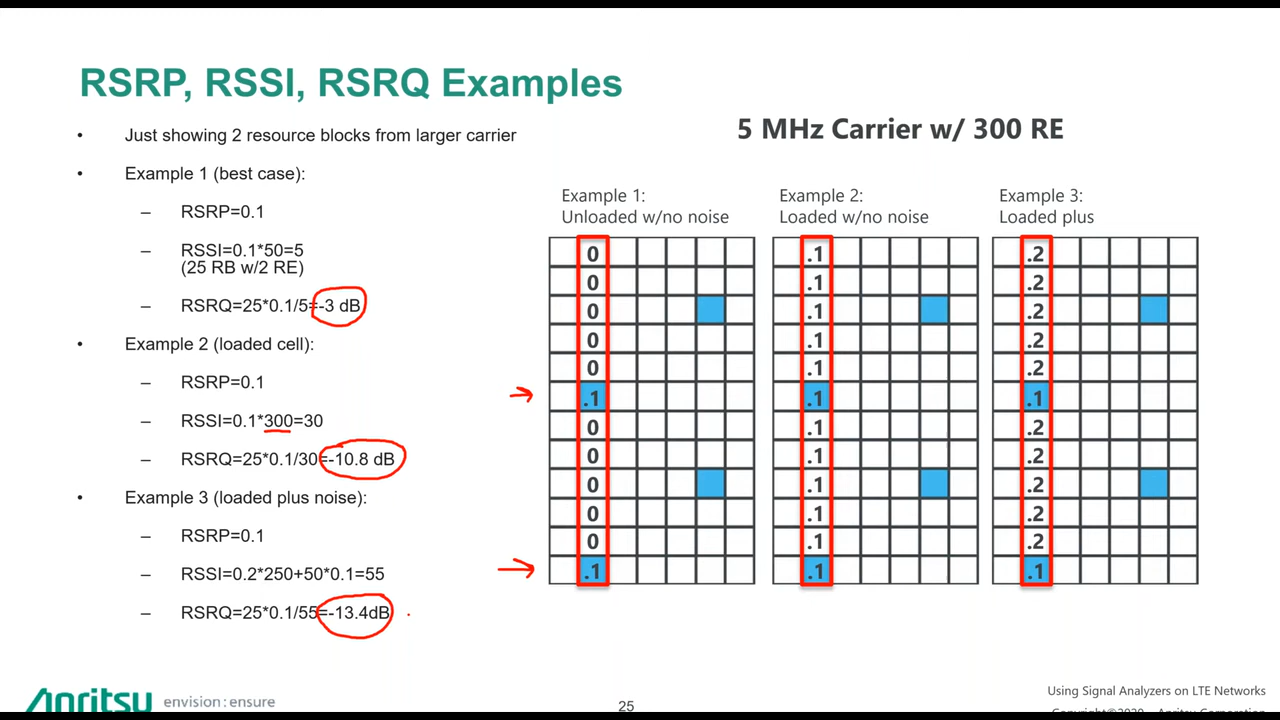 RSRP, RSSI, RSRQ Examples
• Just showing 2 resource blocks from larger carrier
• Example 1 (best case):
– RSRP=0.1
– RSSI=0.1*50=5
(25 RB w/2 RE)
– RSRQ=25*0.1/5=-3 dB
• Example 2 (loaded cell):
– RSRP=0.1
– RSSI=0.1*300=30
– RSRQ=25*0.1/30=-10.8 dB
• Example 3 (loaded plus noise):
– RSRP=0.1
– RSSI=0.2*250+50*0.1=55
– RSRQ=25*0.1/55=-13.4dB
5 MHz Carrier w/ 300 RE
Example 1:
Unloaded w/no noise
0
0
0
0
0
.1
0
0
0
0
0
.1
Example 2:
Loaded w/no noise
.1
.1
.1
.1
.1
.1
.1
.1
.1
.1
.1
.1
Example 3:
Loaded plus
.2
.2
.2
.2
.2
.1
.2
.2
.2
.2
.2
.1
Anritsu envision : ensure
25
Using Signal Analyzers on LTE Networks
Copyright©2020 Anritsu Corporation